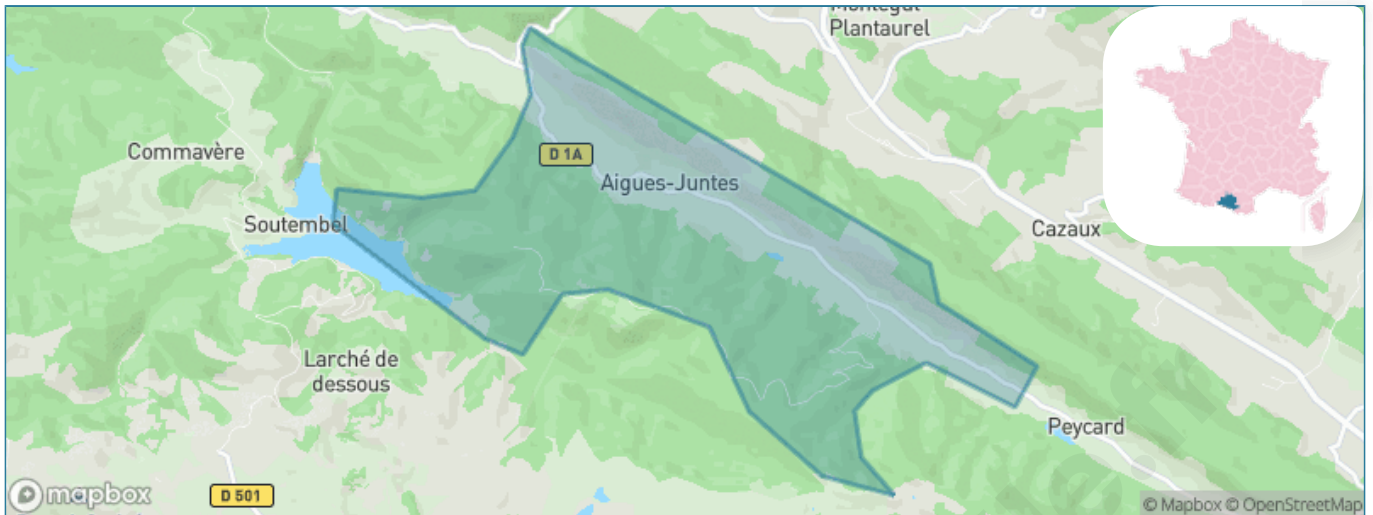 Plantaurel
Commavère
D 1A
Aigues-Juntes
Soutembel
Cazaux
Larché de
dessous
Peycard
D 501
mapbox
© Mapbox © OpenStreetMap